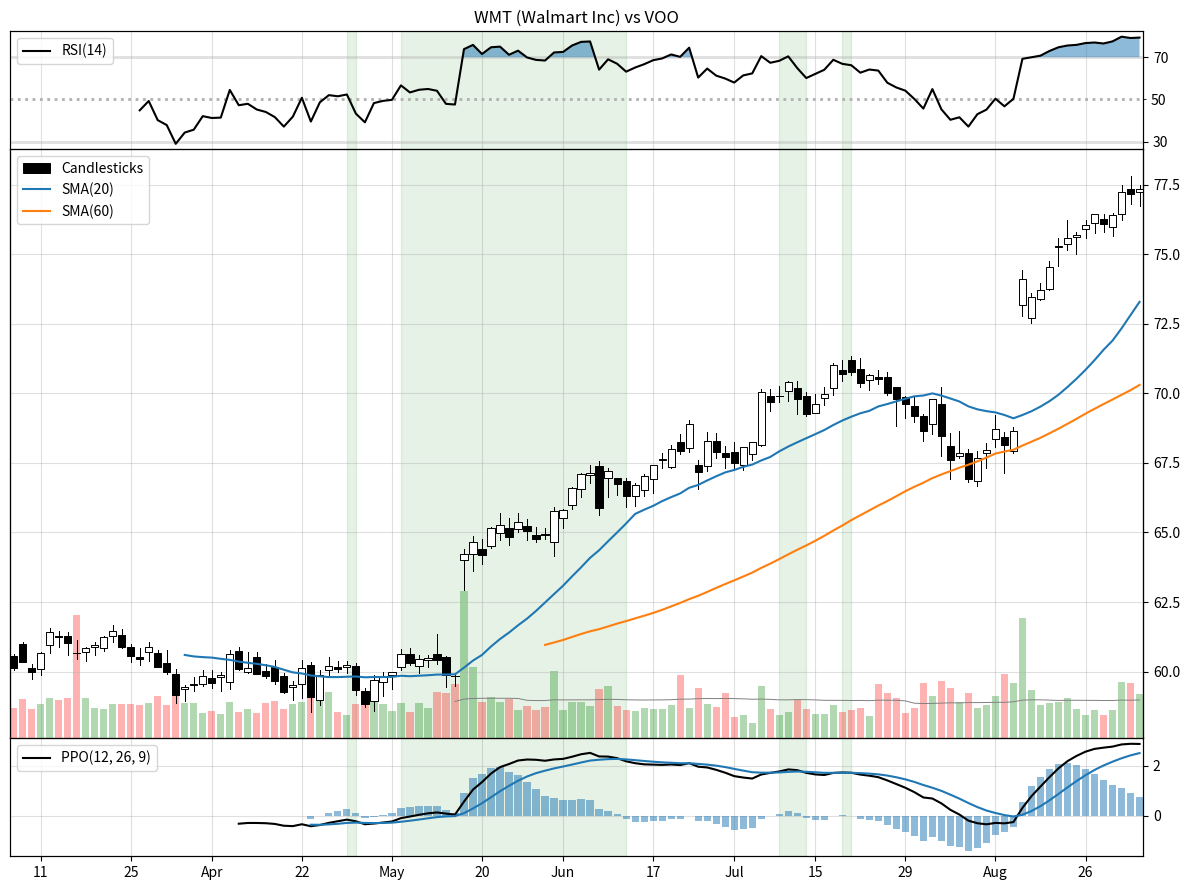 WMT (Walmart Inc) vs VOO
RSI(14)
70
50
30
Candlesticks
SMA(20)
SMA(60)
77.5
75.0
72.5
70.0
67.5
65.0
62.5
60.0
PPO(12, 26, 9)
2
0
11 25 Apr 22 May 20 Jun 17 Jul 15 29 Aug 26